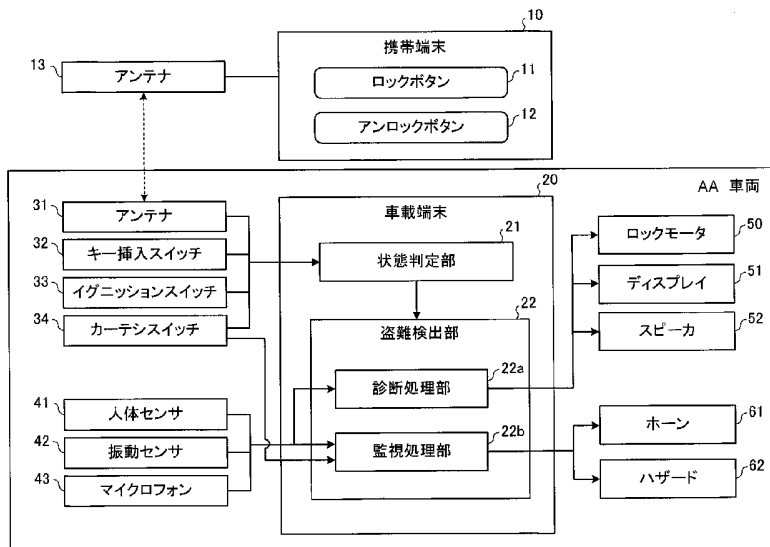 10
携帯端末
13
アンテナ
ロックボタン
11
アンロックボタン
12
AA 車両
20
車載端末
31
アンテナ
32
キー挿入スイッチ
33
イグニッションスイッチ
34
カーテシスイッチ
21
状態判定部
22
盗難検出部
22a
診断処理部
22b
監視処理部
41
人体センサ
42
振動センサ
43
マイクロフォン
ロックモータ
50
ディスプレイ
51
スピーカ
52
ホーン
61
ハザード
62